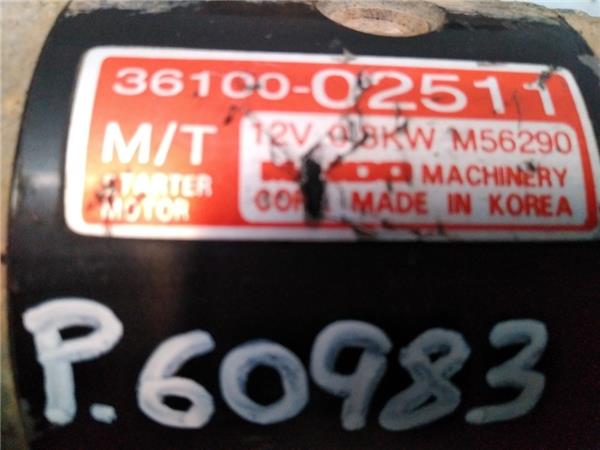 36100-02511
M/T
STARTER
MOTOR
12V 0.8KW M56290
MACHINERY
CORP. MADE IN KOREA
P.60983